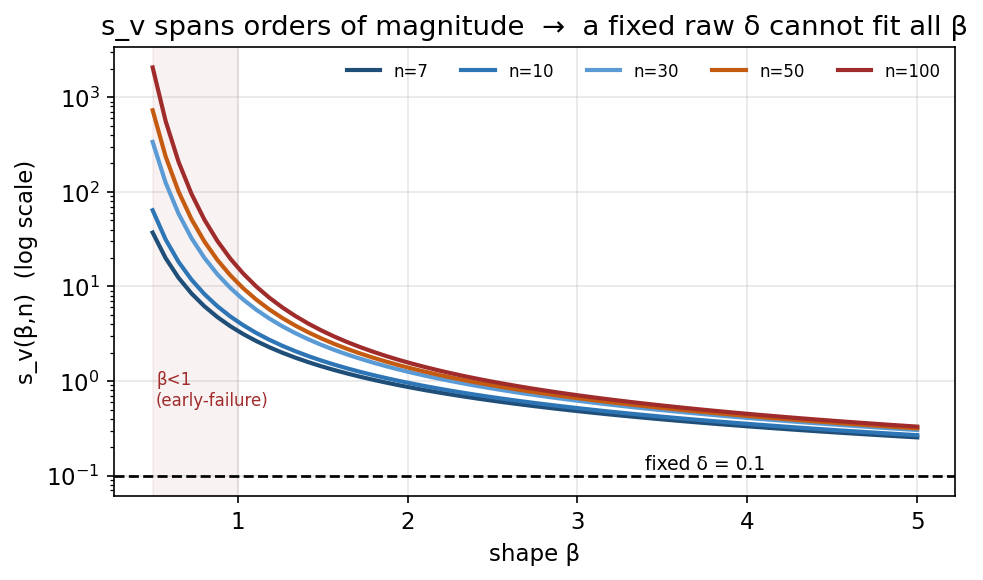 s_v spans orders of magnitude → a fixed raw δ cannot fit all β
n=7 n=10 n=30 n=50 n=100
s_v(β,n) (log scale)
10³
10²
10¹
10⁰
10⁻¹
β<1
(early-failure)
fixed δ = 0.1
1 2 3 4 5
shape β